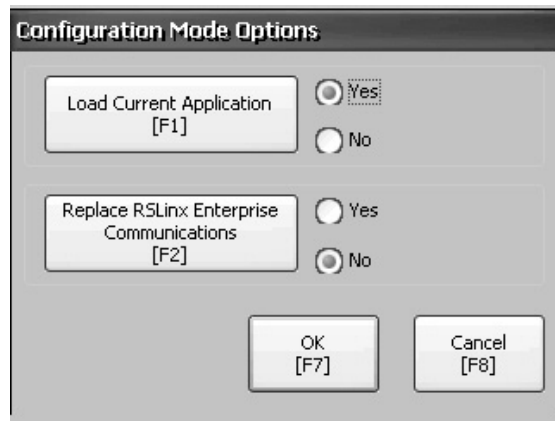 Configuration Mode Options
Load Current Application
[F1]
Yes
No
Replace RSLinx Enterprise
Communications
[F2]
Yes
No
OK
[F7]
Cancel
[F8]